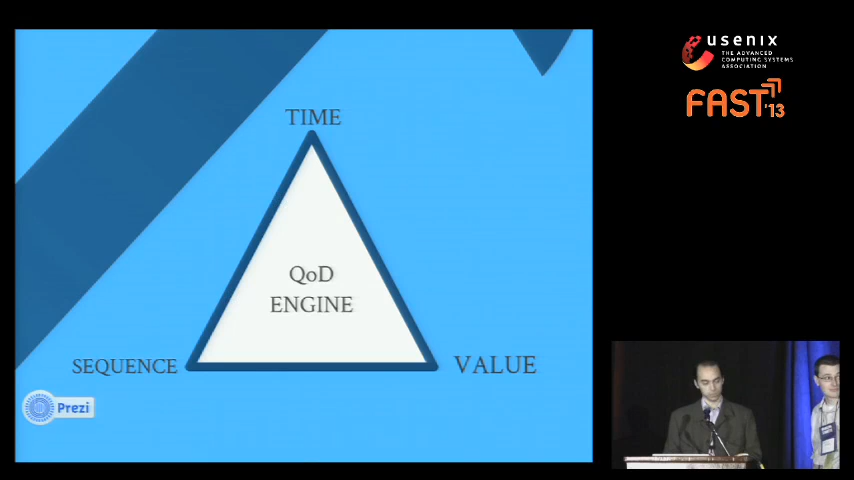 TIME
QoD
ENGINE
SEQUENCE
VALUE
Prezi
usenix
THE ADVANCED
COMPUTING SYSTEMS
ASSOCIATION
FAST '13